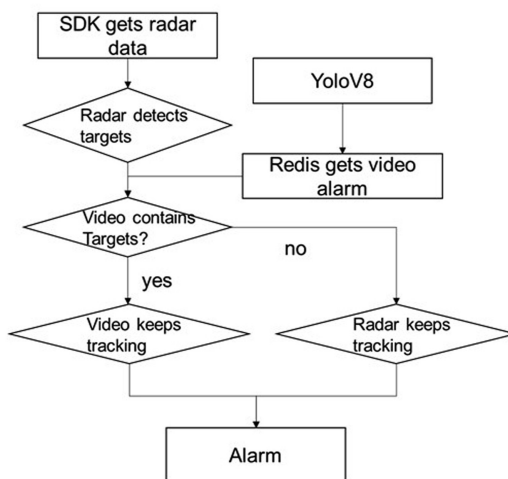 SDK gets radar
data
YoloV8
Radar detects
targets
Redis gets video
alarm
Video contains
Targets?
no
yes
Video keeps
tracking
Radar keeps
tracking
Alarm